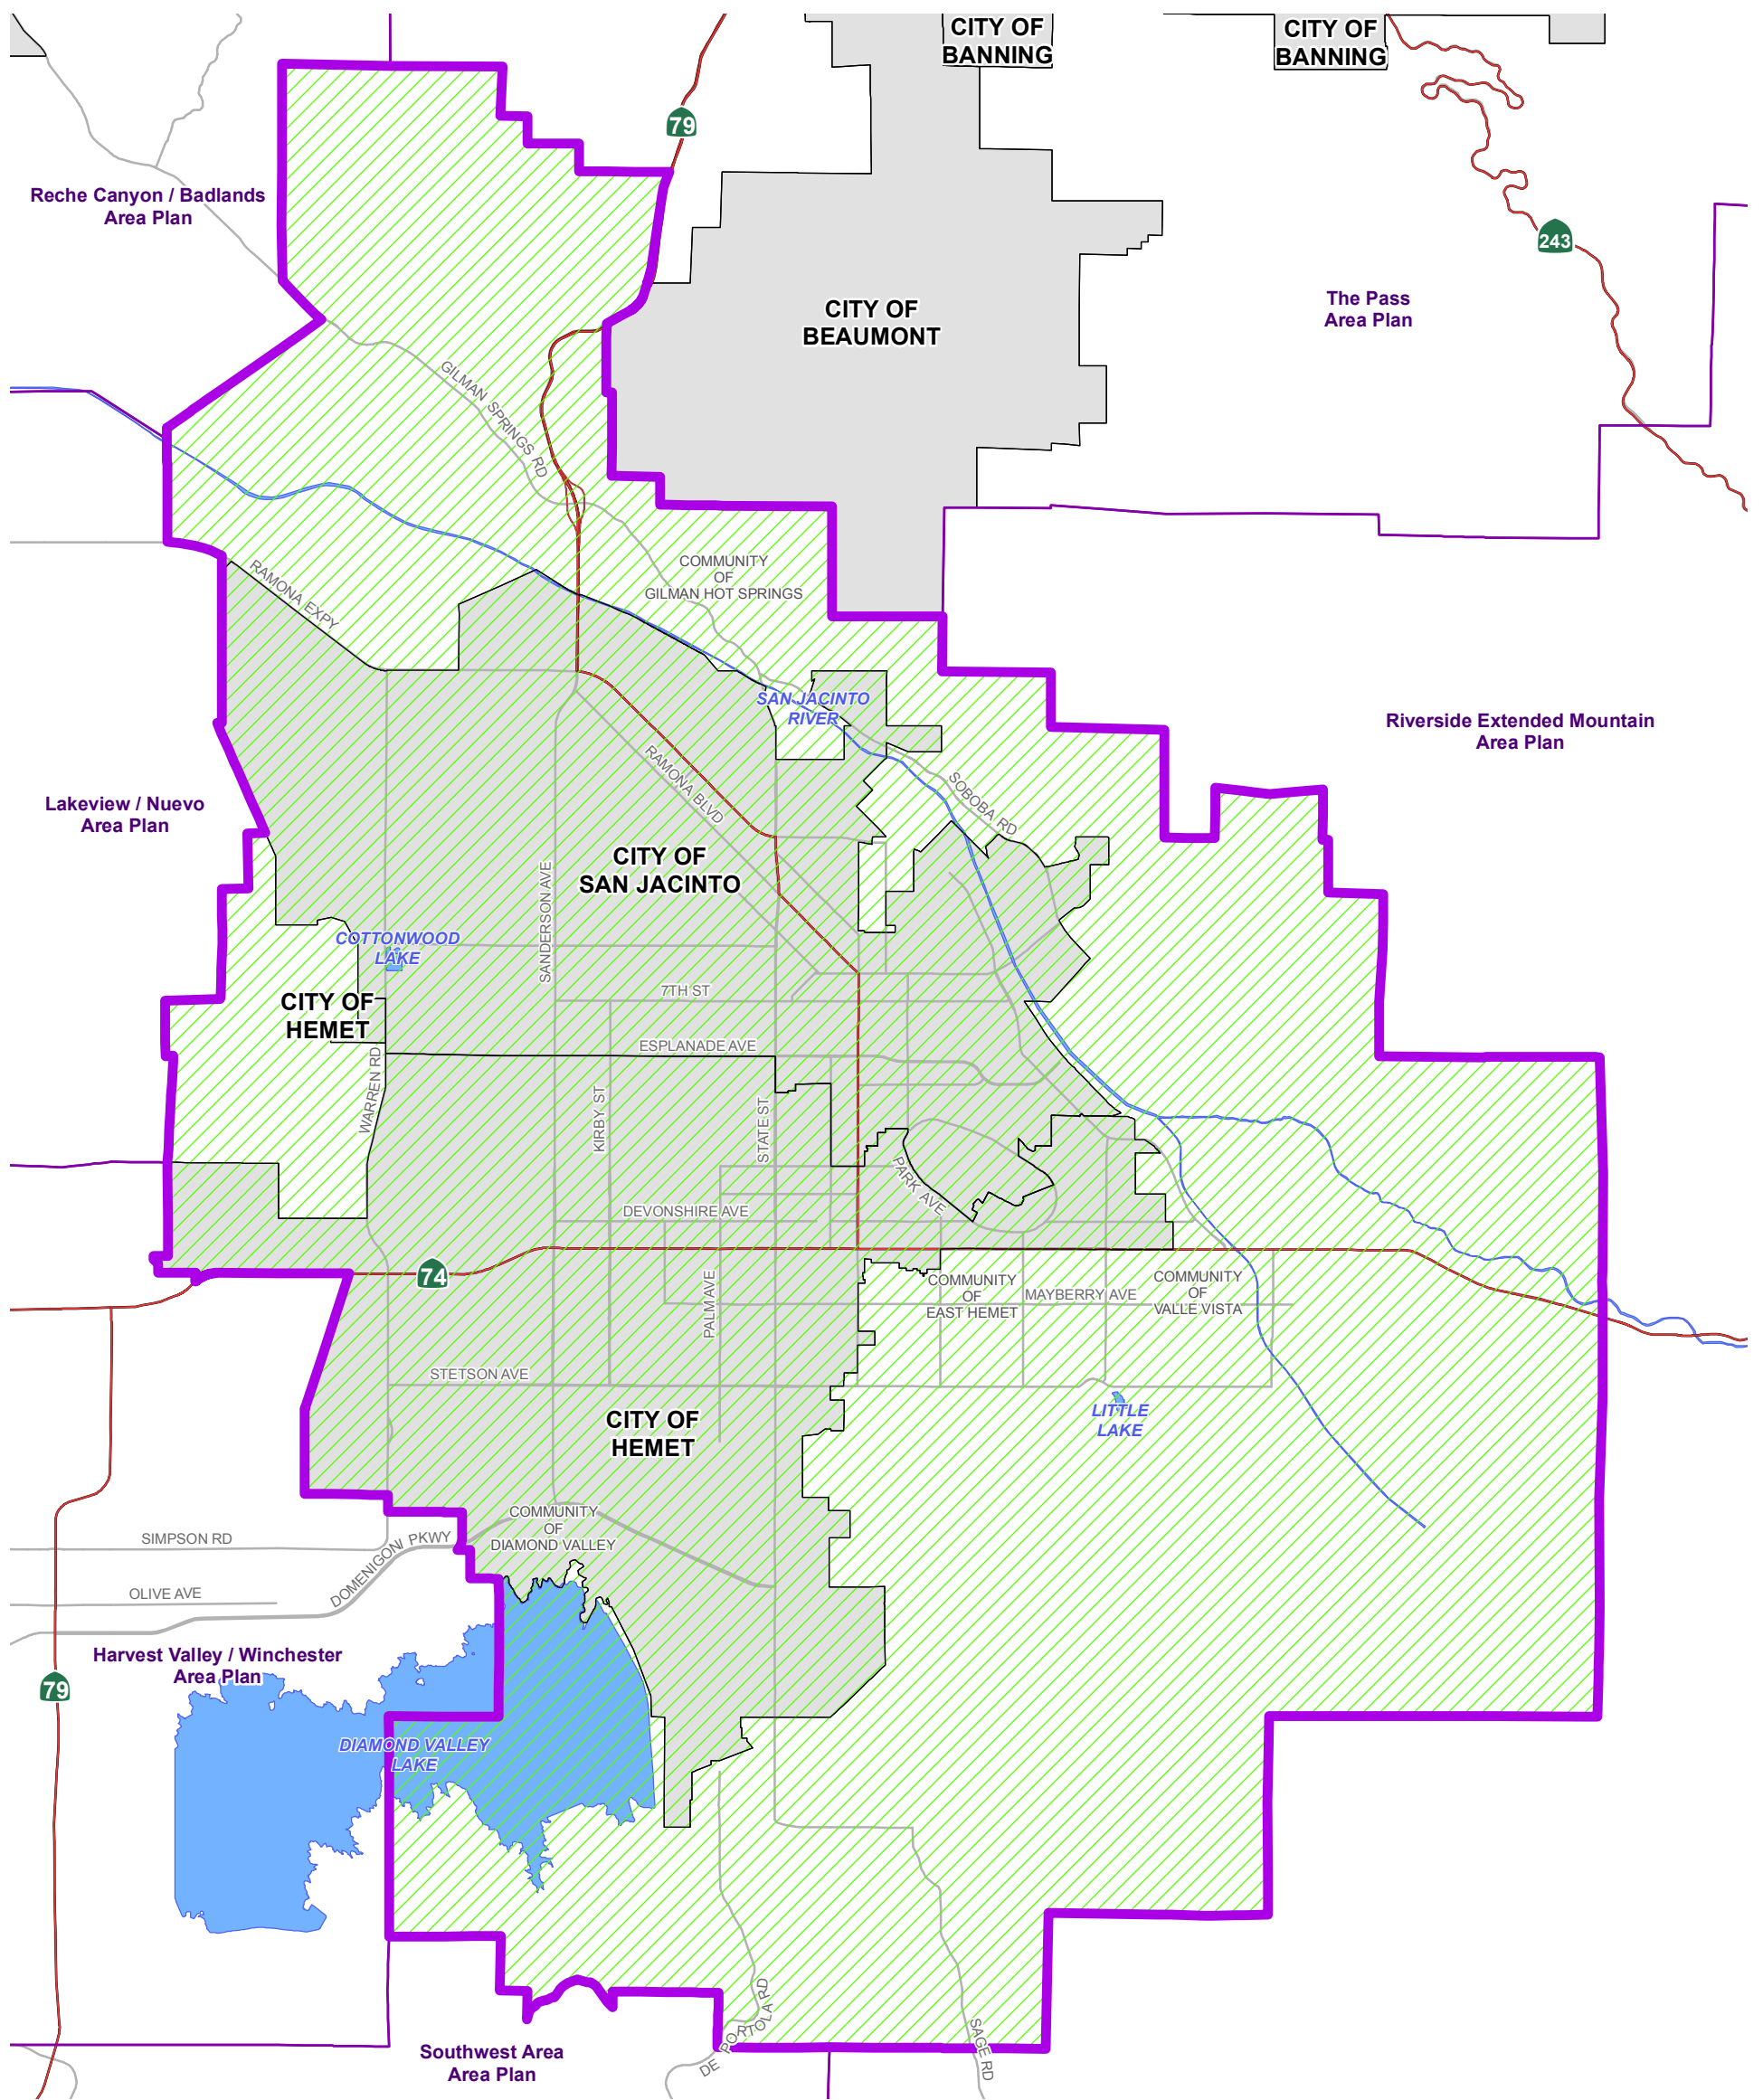 CITY OF
BANNING
CITY OF
BANNING
79
Reche Canyon / Badlands
Area Plan
243
CITY OF
BEAUMONT
The Pass
Area Plan
GILMAN SPRINGS RD
COMMUNITY
OF
GILMAN HOT SPRINGS
RAMONA EXPY
SAN JACINTO
RIVER
Riverside Extended Mountain
Area Plan
RAMONA BLVD
SOBOBA RD
Lakeview / Nuevo
Area Plan
CITY OF
SAN JACINTO
SANDERSON AVE
COTTONWOOD
LAKE
7TH ST
CITY OF
HEMET
ESPLANADE AVE
WARREN RD
KIRBY ST
STATE ST
PARK AVE
DEVONSHIRE AVE
74
PALM AVE
COMMUNITY
OF
EAST HEMET
MAYBERRY AVE
COMMUNITY
OF
VALLE VISTA
STETSON AVE
LITTLE
LAKE
CITY OF
HEMET
COMMUNITY
OF
DIAMOND VALLEY
SIMPSON RD
DOMENIGONI PKWY
OLIVE AVE
Harvest Valley / Winchester
Area Plan
79
DIAMOND VALLEY
LAKE
DE PORTOLA RD
SAGE RD
Southwest Area
Area Plan